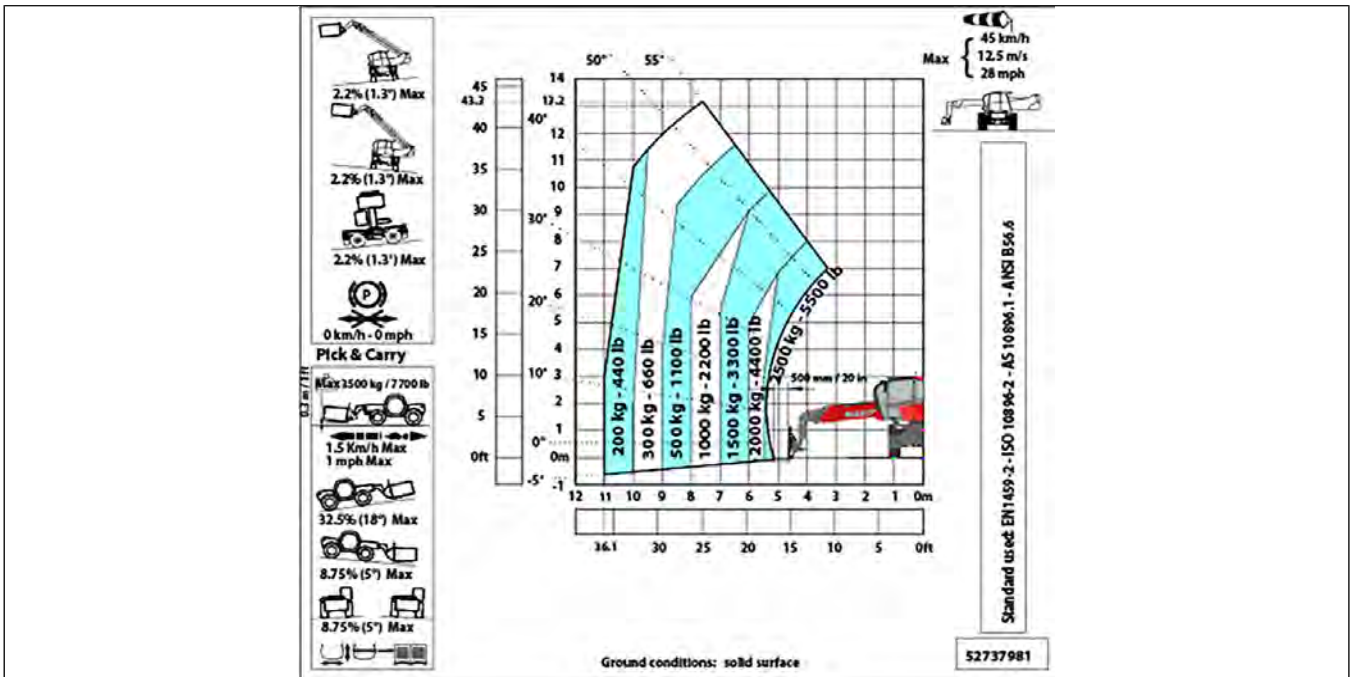 2.2% (1.3°) Max
2.2% (1.3°) Max
2.2% (1.3°) Max
P
0 km/h - 0 mph
Pick & Carry
0.3 m / 1 ft
Max 3500 kg / 7700 lb
1.5 Km/h Max
1 mph Max
32.5% (18°) Max
8.75% (5°) Max
8.75% (5°) Max
45
43.2
40
35
30
25
20
15
10
5
0ft
50°
55°
40°
30°
20°
10°
0°
-5°
14
13.2
12
11
10
9
8
7
6
5
4
3
2
1
0m
-1
200 kg - 440 lb
300 kg - 660 lb
500 kg - 1100 lb
1000 kg - 2200 lb
1500 kg - 3300 lb
2000 kg - 4400 lb
2500 kg - 5500 lb
500 mm / 20 in
12 11 10 9 8 7 6 5 4 3 2 1 0m
36.1 30 25 20 15 10 5 0ft
Ground conditions: solid surface
Max
45 km/h
12.5 m/s
28 mph
Standard used: EN1459-2 - ISO 10896-2 - AS 10896.1 - ANSI B56.6
52737981